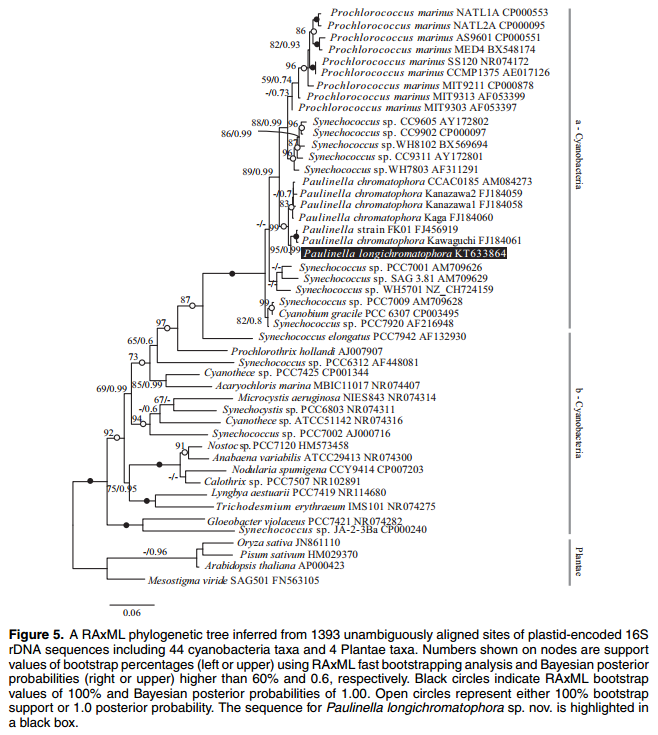 Prochlorococcus marinus NATL1A CP000553
86
Prochlorococcus marinus NATL2A CP000095
Prochlorococcus marinus AS9601 CP000551
82/0.93
Prochlorococcus marinus MED4 BX548174
96
Prochlorococcus marinus SS120 NR074172
Prochlorococcus marinus CCMP1375 AE017126
59/0.74
Prochlorococcus marinus MIT9211 CP000878
-/0.73
Prochlorococcus marinus MIT9313 AF053399
Prochlorococcus marinus MIT9303 AF053397
88/0.99
96
Synechococcus sp. CC9605 AY172802
86/0.99
Synechococcus sp. CC9902 CP000097
87
Synechococcus sp.WH8102 BX569694
96
Synechococcus sp. CC9311 AY172801
Synechococcus sp.WH7803 AF311291
89/0.99
Paulinella chromatophora CCAC0185 AM084273
-/0.7
Paulinella chromatophora Kanazawa2 FJ184059
83
Paulinella chromatophora Kanazawa1 FJ184058
Paulinella chromatophora Kaga FJ184060
-/-
99
Paulinella strain FK01 FJ456919
Paulinella chromatophora Kawaguchi FJ184061
95/0.99
Paulinella longichromatophora KT633864
-/-
Synechococcus sp. PCC7001 AM709626
Synechococcus sp. SAG 3.81 AM709629
-/-
Synechococcus sp. WH5701 NZ_CH724159
99
Synechococcus sp. PCC7009 AM709628
Cyanobium gracile PCC 6307 CP003495
82/0.8
Synechococcus sp. PCC7920 AF216948
87
Synechococcus elongatus PCC7942 AF132930
97
65/0.6
Prochlorothrix hollandi AJ007907
73
Synechococcus sp. PCC6312 AF448081
Cyanothece sp. PCC7425 CP001344
69/0.99
85/0.99
Acaryochloris marina MBIC11017 NR074407
67/-
Microcystis aeruginosa NIES843 NR074314
-/0.6
Synechocystis sp. PCC6803 NR074311
94
Cyanothece sp. ATCC51142 NR074316
92
Synechococcus sp. PCC7002 AJ000716
91
Nostoc sp. PCC7120 HM573458
Anabaena variabilis ATCC29413 NR074300
Nodularia spumigena CCY9414 CP007203
-/-
Calothrix sp. PCC7507 NR102891
75/0.95
Lyngbya aestuarii PCC7419 NR114680
Trichodesmium erythraeum IMS101 NR074275
Gloeobacter violaceus PCC7421 NR074282
Synechococcus sp. JA-2-3Ba CP000240
Oryza sativa JN861110
-/0.96
Pisum sativum HM029370
Arabidopsis thaliana AP000423
Mesostigma viride SAG501 FN563105
a - Cyanobacteria
b - Cyanobacteria
Plantae
0.06
Figure 5. A RAxML phylogenetic tree inferred from 1393 unambiguously aligned sites of plastid-encoded 16S
rDNA sequences including 44 cyanobacteria taxa and 4 Plantae taxa. Numbers shown on nodes are support
values of bootstrap percentages (left or upper) using RAxML fast bootstrapping analysis and Bayesian posterior
probabilities (right or upper) higher than 60% and 0.6, respectively. Black circles indicate RAxML bootstrap
values of 100% and Bayesian posterior probabilities of 1.00. Open circles represent either 100% bootstrap
support or 1.0 posterior probability. The sequence for Paulinella longichromatophora sp. nov. is highlighted in
a black box.